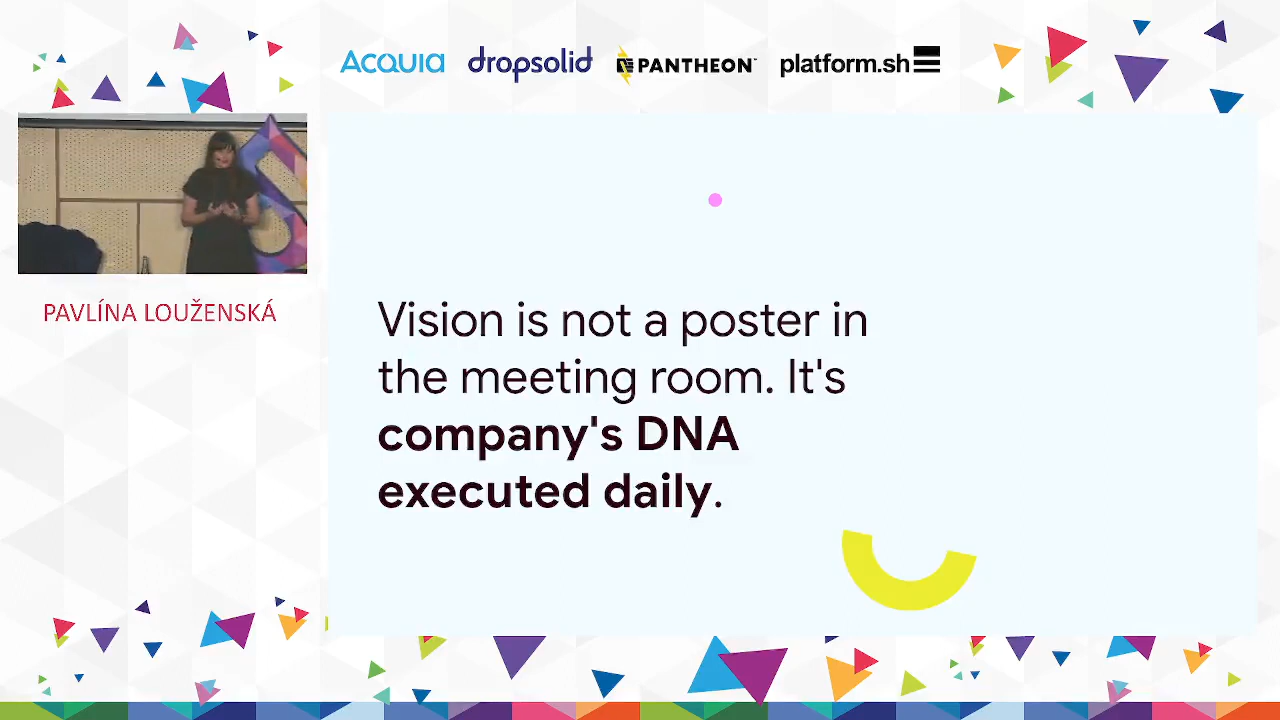 ACQUIA
dropsolid
PANTHEON
platform.sh
PAVLÍNA LOUŽENSKÁ
Vision is not a poster in
the meeting room. It's
company's DNA
executed daily.